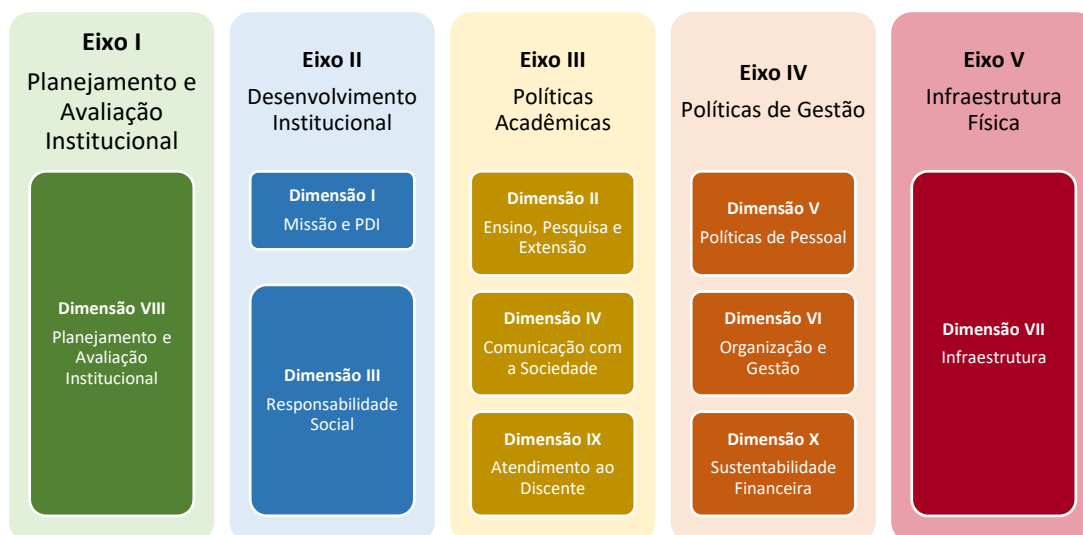 Eixo I
Planejamento e
Avaliação
Institucional
Dimensão VIII
Planejamento e
Avaliação
Institucional
Eixo II
Desenvolvimento
Institucional
Dimensão I
Missão e PDI
Dimensão III
Responsabilidade
Social
Eixo III
Políticas
Acadêmicas
Dimensão II
Ensino, Pesquisa e
Extensão
Dimensão IV
Comunicação com
a Sociedade
Dimensão IX
Atendimento ao
Discente
Eixo IV
Políticas de Gestão
Dimensão V
Políticas de Pessoal
Dimensão VI
Organização e
Gestão
Dimensão X
Sustentabilidade
Financeira
Eixo V
Infraestrutura
Física
Dimensão VII
Infraestrutura